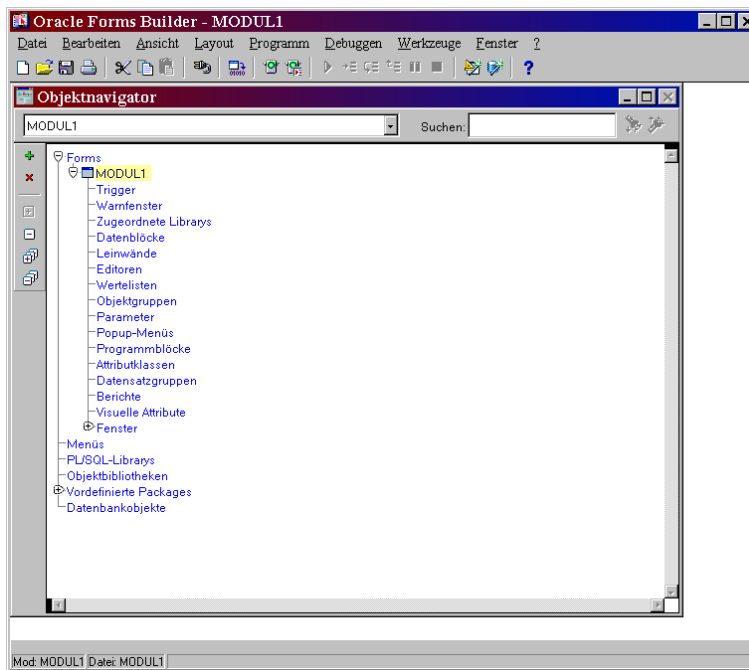 Oracle Forms Builder - MODUL1
Datei Bearbeiten Ansicht Layout Programm Debuggen Werkzeuge Fenster ?
Objektnavigator
MODUL1 Suchen:
Forms
MODUL1
Trigger
Warnfenster
Zugeordnete Librarys
Datenblöcke
Leinwände
Editoren
Wertelisten
Objektgruppen
Parameter
Popup-Menüs
Programmblöcke
Attributklassen
Datensatzgruppen
Berichte
Visuelle Attribute
Fenster
Menüs
PL/SQL-Librarys
Objektbibliotheken
Vordefinierte Packages
Datenbankobjekte
Mod: MODUL1 Datei: MODUL1